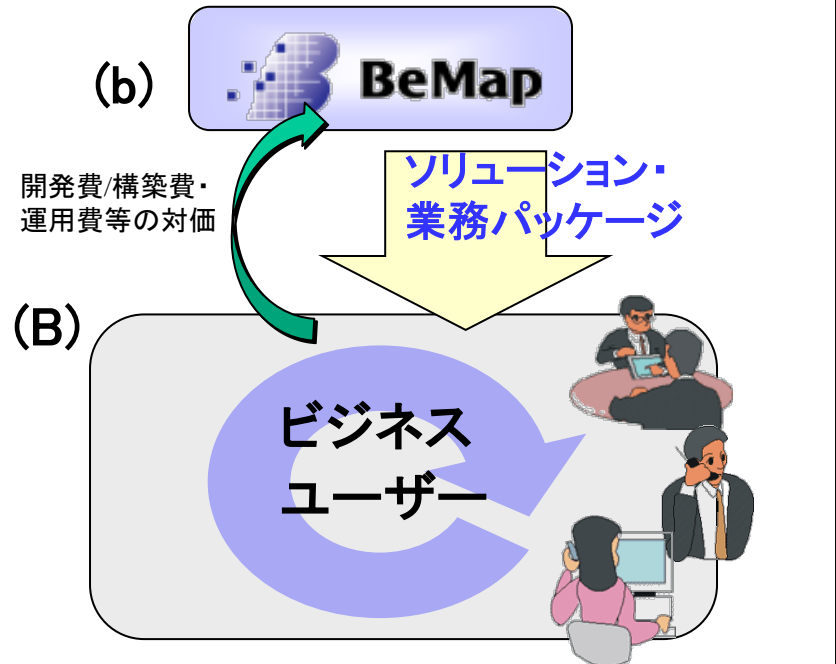 (b)
BeMap
ソリューション・
業務パッケージ
開発費/構築費・
運用費等の対価
(B)
ビジネス
ユーザー